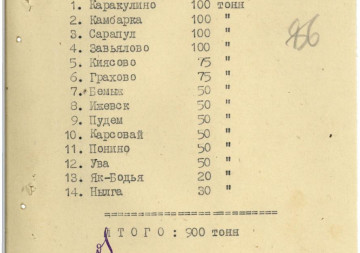 1. Каракулино 100 тонн
2. Камбарка 100 "
3. Сарапул 100 "
4. Завьялово 100 "
5. Киясово 75 "
6. Грахово 75 "
7. Бемыж 50 "
8. Ижевск 50 "
9. Пудем 50 "
10. Карсовай 50 "
11. Понино 50 "
12. Ува 50 "
13. Як-Бодья 20 "
14. Нылга 30 "
==========================
ИТОГО: 900 тонн